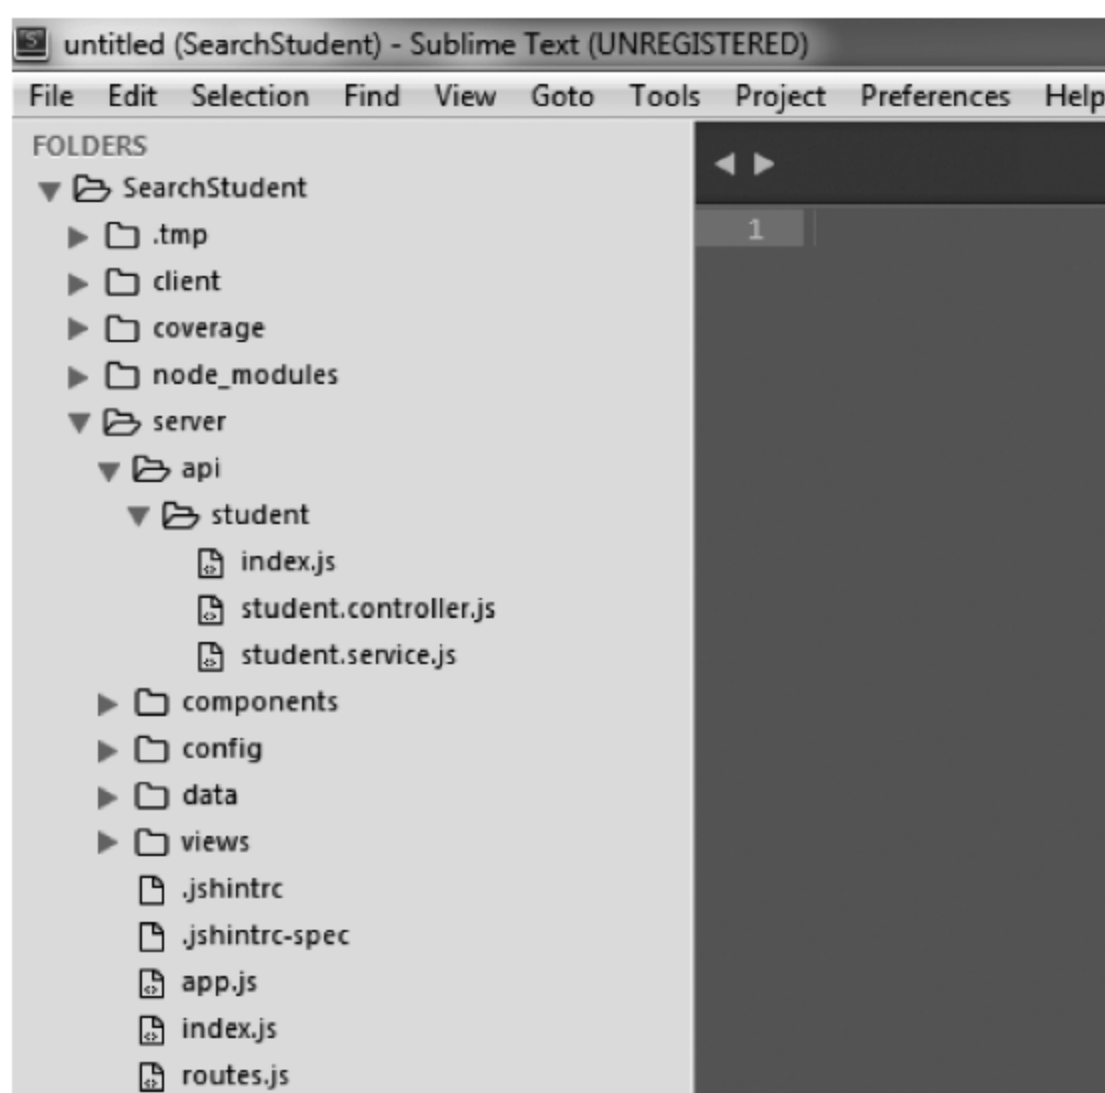 untitled (SearchStudent) - Sublime Text (UNREGISTERED)
File Edit Selection Find View Goto Tools Project Preferences Help
FOLDERS
SearchStudent
.tmp
1
client
coverage
node_modules
server
api
student
index.js
student.controller.js
student.service.js
components
config
data
views
.jshintrc
.jshintrc-spec
app.js
index.js
routes.js